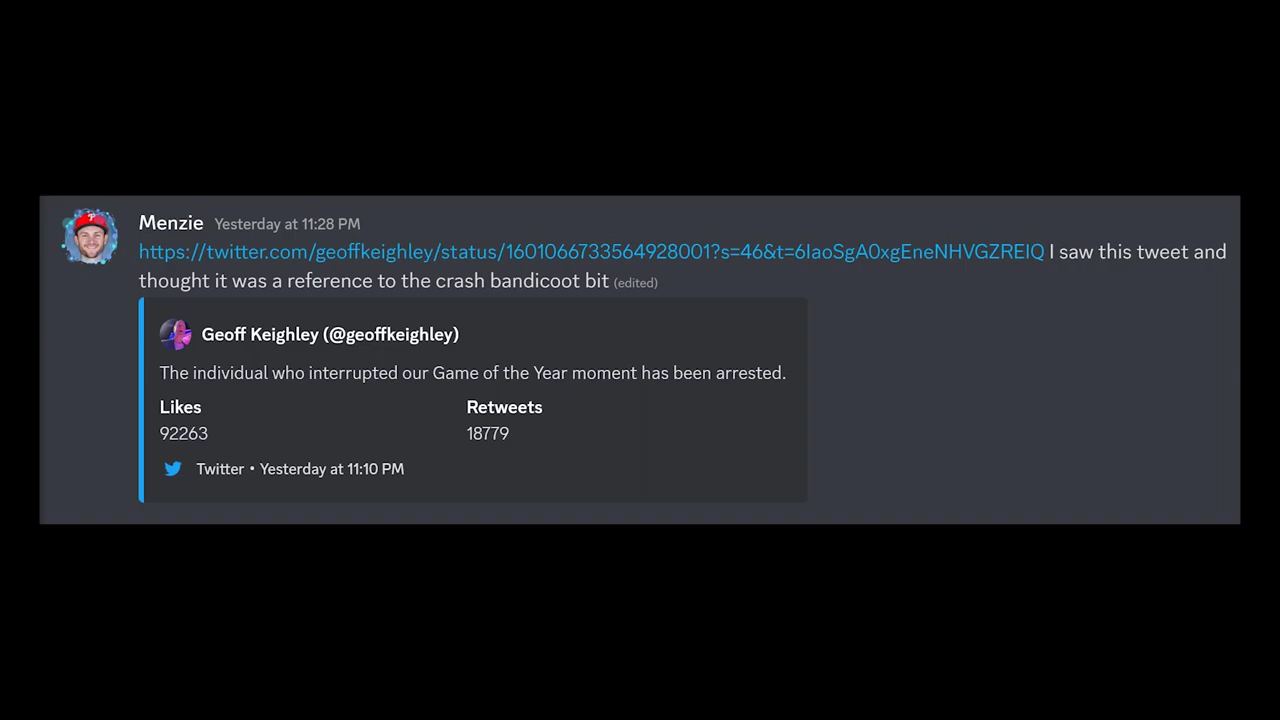 Menzie Yesterday at 11:28 PM
https://twitter.com/geoffkeighley/status/1601066733564928001?s=46&t=6IaoSgA0xgEneNHVGZREIQ I saw this tweet and
thought it was a reference to the crash bandicoot bit (edited)
Geoff Keighley (@geoffkeighley)
The individual who interrupted our Game of the Year moment has been arrested.
Likes Retweets
92263 18779
Twitter • Yesterday at 11:10 PM